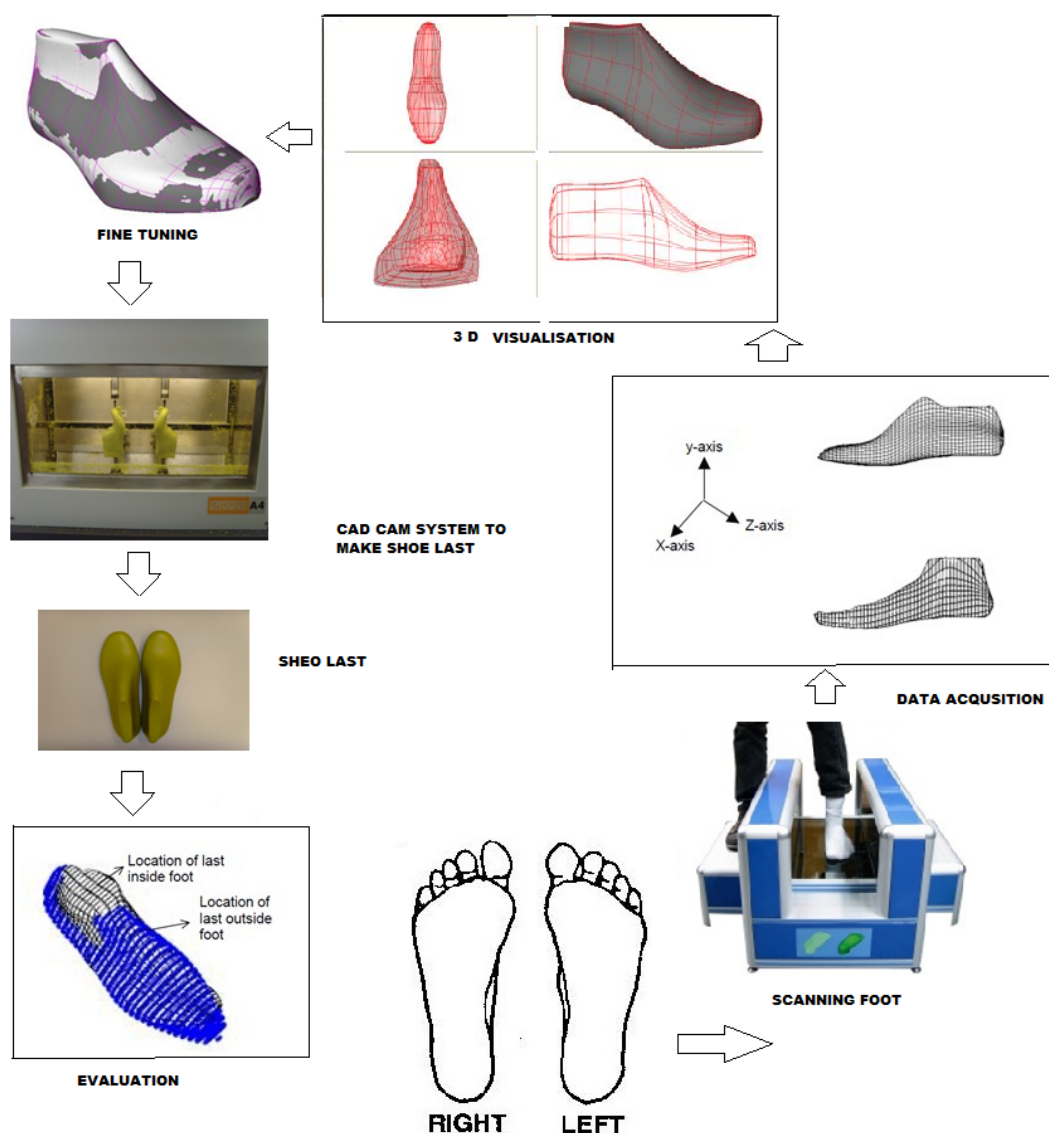 FINE TUNING
3 D VISUALISATION
y-axis
Z-axis
X-axis
A4
CAD CAM SYSTEM TO
MAKE SHOE LAST
SHEO LAST
DATA ACQUSITION
Location of last
inside foot
Location of
last outside
foot
SCANNING FOOT
EVALUATION
RIGHT
LEFT